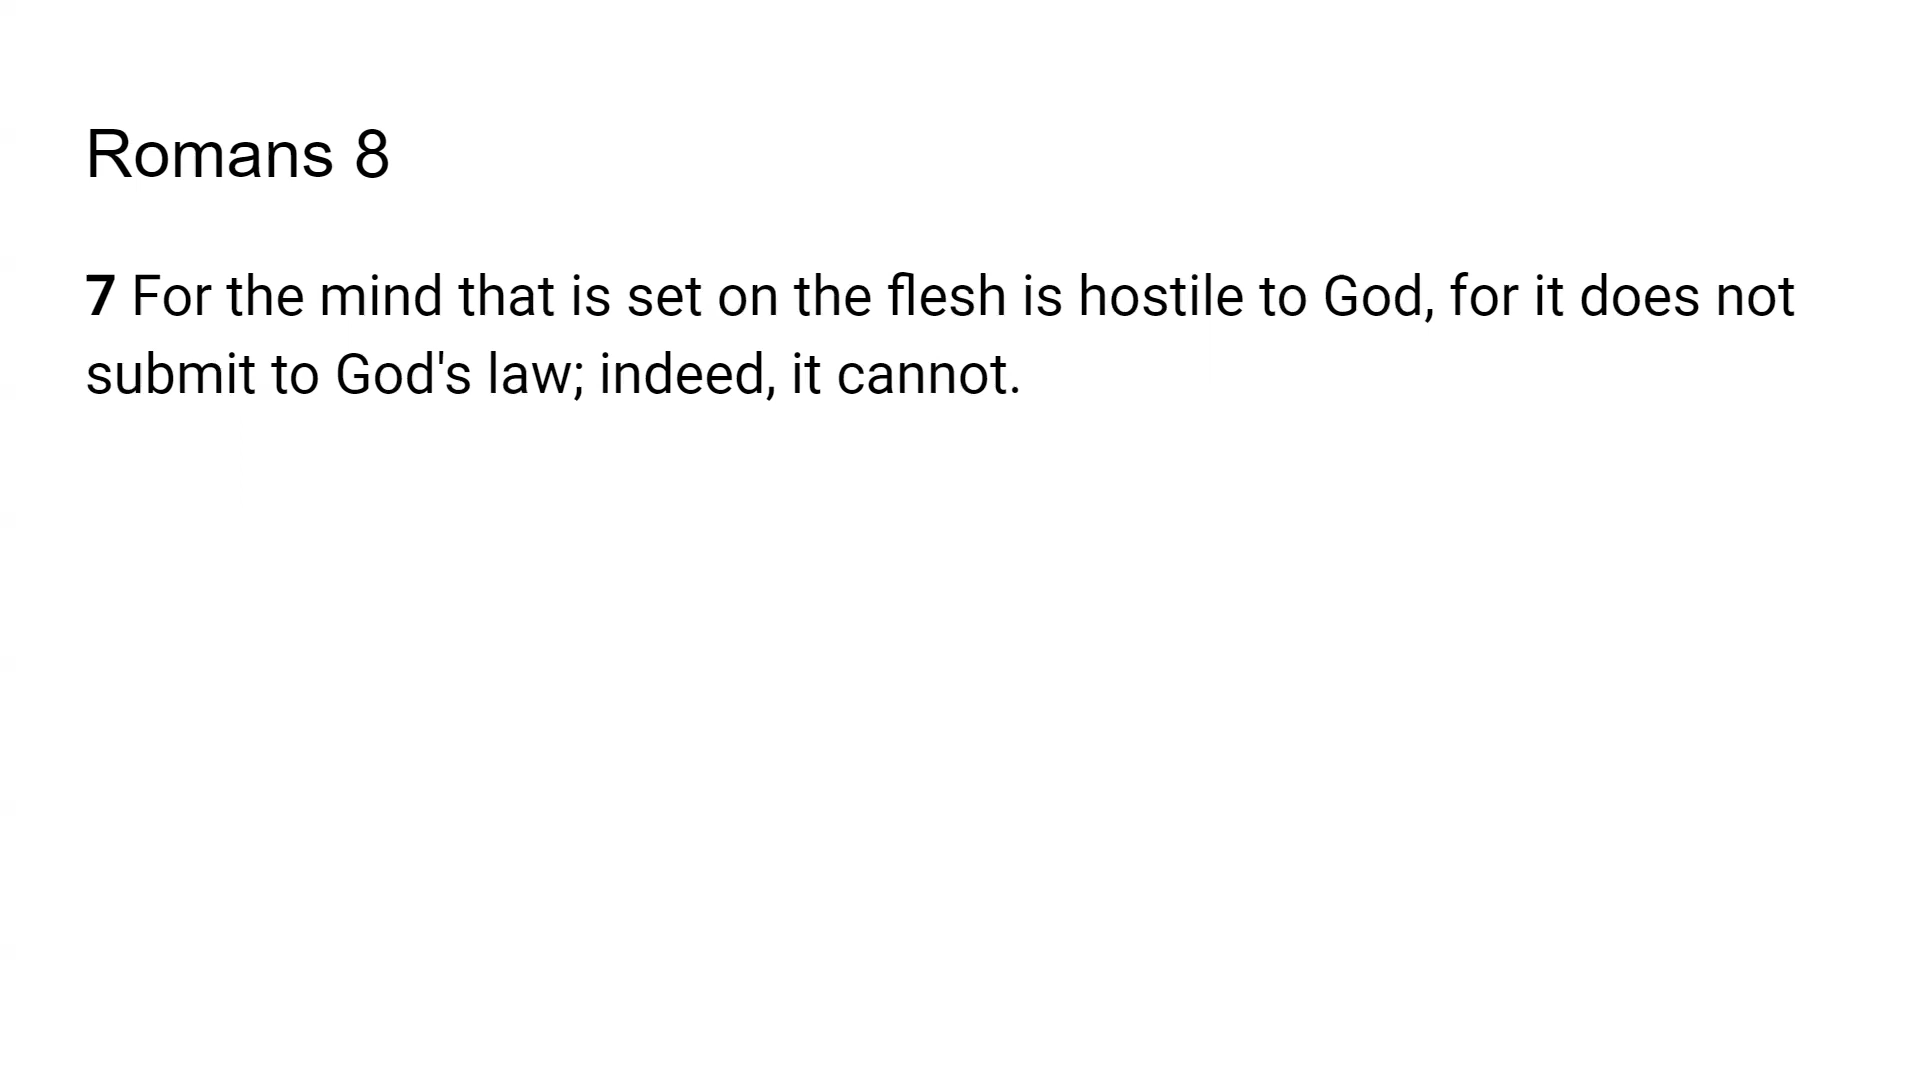 Romans 8
7 For the mind that is set on the flesh is hostile to God, for it does not
submit to God's law; indeed, it cannot.